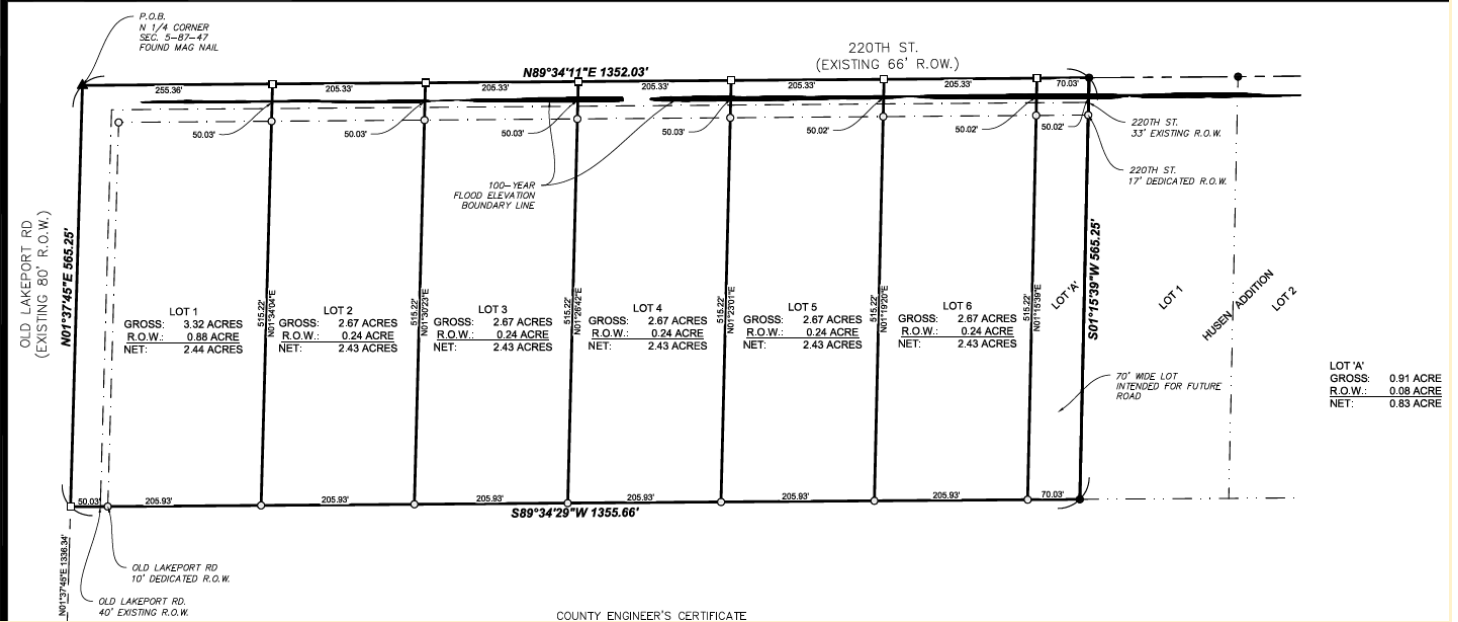 P.O.B.
N 1/4 CORNER
SEC. 5-87-47
FOUND MAG NAIL
220TH ST.
(EXISTING 66' R.OW.)
N89°34'11"E 1352.03'
255.36'
205.33'
205.33'
205.33'
205.33'
205.33'
70.03'
50.03'
50.03'
50.03'
50.03'
50.02'
50.02'
50.02'
220TH ST.
33' EXISTING R.O.W.
220TH ST.
17' DEDICATED R.O.W.
100-YEAR
FLOOD ELEVATION
BOUNDARY LINE
OLD LAKEPORT RD
(EXISTING 80' R.O.W.)
N01°37'45"E 565.25'
LOT 1
GROSS: 3.32 ACRES
R.O.W.: 0.88 ACRE
NET: 2.44 ACRES
515.22'
N01°34'04"E
LOT 2
GROSS: 2.67 ACRES
R.O.W.: 0.24 ACRE
NET: 2.43 ACRES
515.22'
N01°30'23"E
LOT 3
GROSS: 2.67 ACRES
R.O.W.: 0.24 ACRE
NET: 2.43 ACRES
515.22'
N01°26'42"E
LOT 4
GROSS: 2.67 ACRES
R.O.W.: 0.24 ACRE
NET: 2.43 ACRES
515.22'
N01°23'01"E
LOT 5
GROSS: 2.67 ACRES
R.O.W.: 0.24 ACRE
NET: 2.43 ACRES
515.22'
N01°19'20"E
LOT 6
GROSS: 2.67 ACRES
R.O.W.: 0.24 ACRE
NET: 2.43 ACRES
515.22'
N01°15'39"E
LOT 'A'
S01°15'39"W 565.25'
LOT 1
HUSEN ADDITION
LOT 2
70' WIDE LOT
INTENDED FOR FUTURE
ROAD
LOT 'A'
GROSS: 0.91 ACRE
R.O.W.: 0.08 ACRE
NET: 0.83 ACRE
50.03'
205.93'
205.93'
205.93'
205.93'
205.93'
205.93'
70.03'
S89°34'29"W 1355.66'
N01°37'45"E 1336.34'
OLD LAKEPORT RD
10' DEDICATED R.O.W.
OLD LAKEPORT RD.
40' EXISTING R.O.W.
COUNTY ENGINEER'S CERTIFICATE